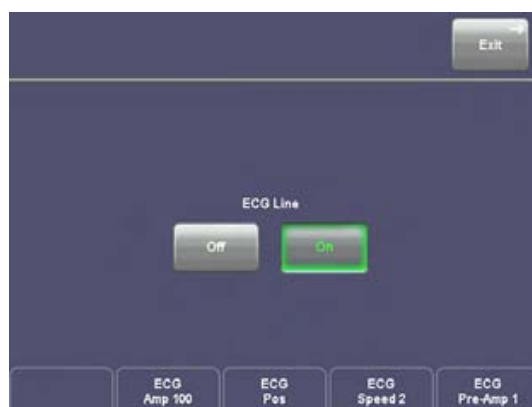 Exit
ECG Line
Off On
ECG ECG ECG ECG
Amp 100 Pos Speed 2 Pre-Amp 1